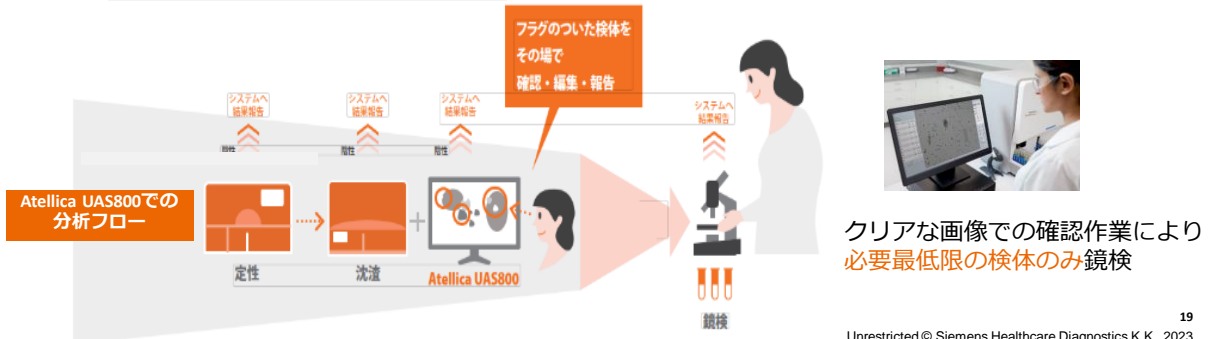 フラグのついた検体を
その場で
確認・編集・報告
システムへ
結果報告
システムへ
結果報告
システムへ
結果報告
システムへ
結果報告
陰性
陰性
陰性
Atellica UAS800での
分析フロー
定性
沈渣
Atellica UAS800
鏡検
クリアな画像での確認作業により
必要最低限の検体のみ鏡検
19
Unrestricted © Siemens Healthcare Diagnostics K.K., 2023